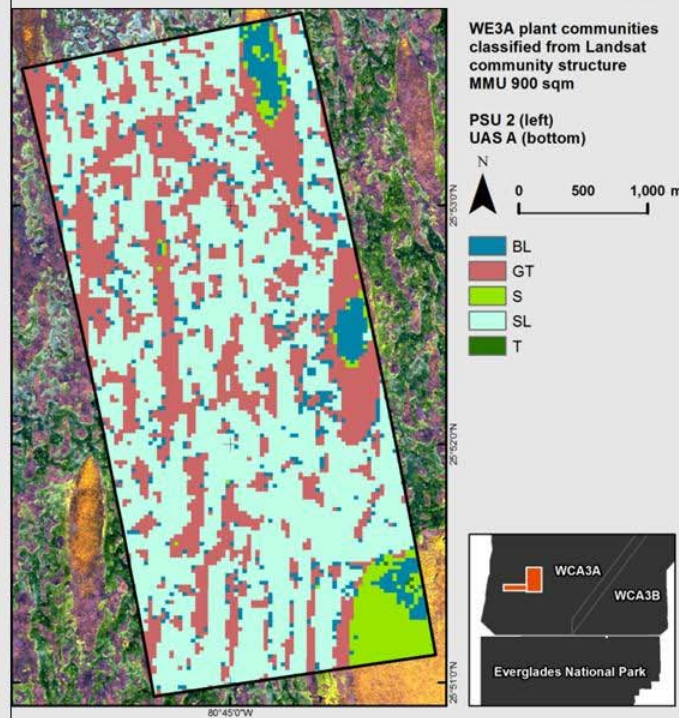 WE3A plant communities
classified from Landsat
community structure
MMU 900 sqm
PSU 2 (left)
UAS A (bottom)
N
0 500 1,000 m
BL
GT
S
SL
T
25°53'0"N
25°52'0"N
25°51'0"N
80°45'0"W
WCA3A
WCA3B
Everglades National Park